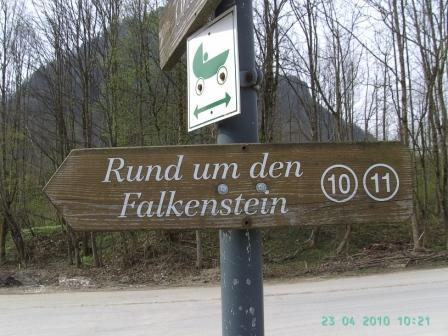 Rund um den
Falkenstein
10 11
23 04 2010 10:21